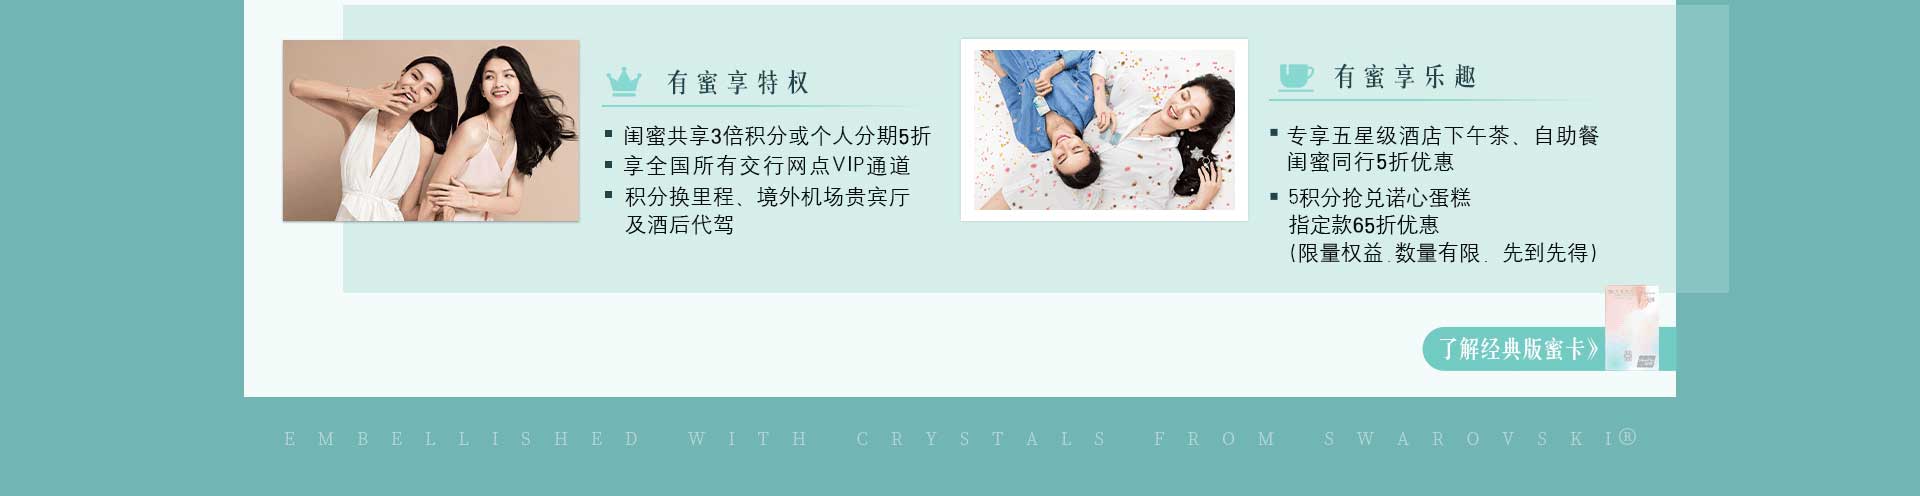 有蜜享特权
闺蜜共享3倍积分或个人分期5折
享全国所有交行网点VIP通道
积分换里程、境外机场贵宾厅
及酒后代驾
有蜜享乐趣
专享五星级酒店下午茶、自助餐
闺蜜同行5折优惠
5积分抢兑诺心蛋糕
指定款65折优惠
(限量权益,数量有限, 先到先得)
了解经典版蜜卡》
EMBELLISHED WITH CRYSTALS FROM SWAROVSKI®